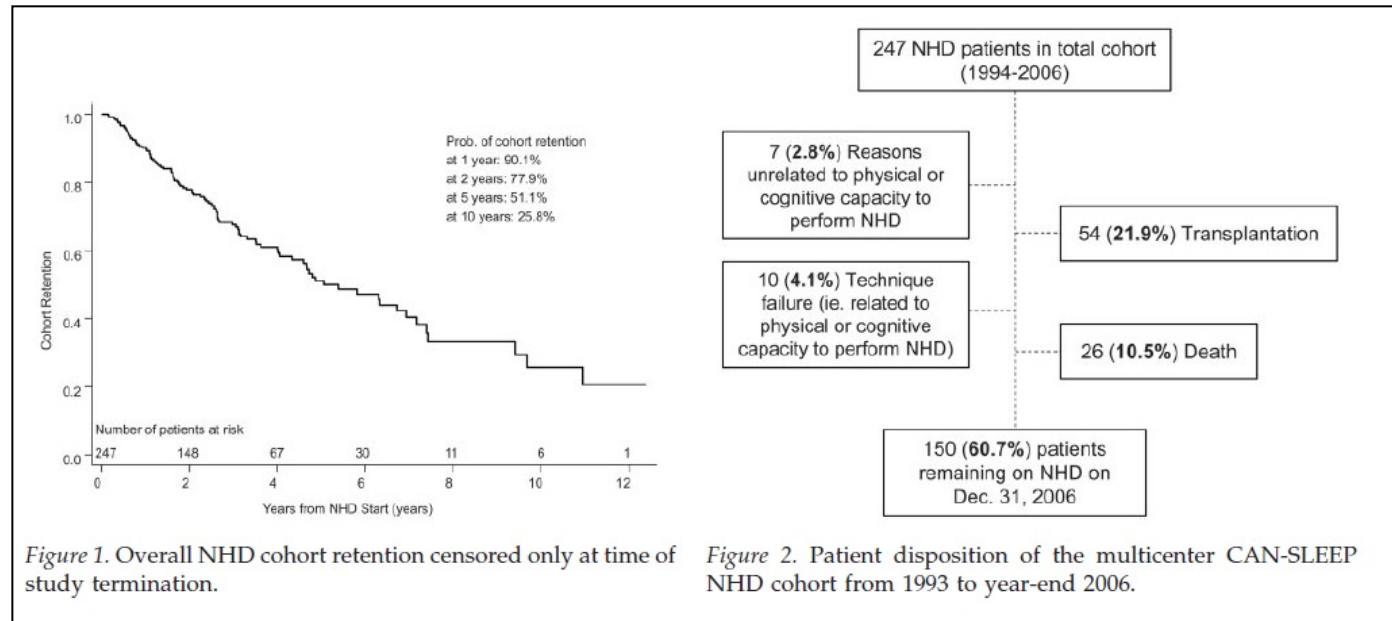 Prob. of cohort retention
at 1 year: 90.1%
at 2 years: 77.9%
at 5 years: 51.1%
at 10 years: 25.8%
Cohort Retention
1.0
0.8
0.6
0.4
0.2
0.0
Number of patients at risk
247 148 67 30 11 6 1
0 2 4 6 8 10 12
Years from NHD Start (years)
Figure 1. Overall NHD cohort retention censored only at time of
study termination.
247 NHD patients in total cohort
(1994-2006)
7 (2.8%) Reasons
unrelated to physical or
cognitive capacity to
perform NHD
54 (21.9%) Transplantation
10 (4.1%) Technique
failure (ie. related to
physical or cognitive
capacity to perform NHD)
26 (10.5%) Death
150 (60.7%) patients
remaining on NHD on
Dec. 31, 2006
Figure 2. Patient disposition of the multicenter CAN-SLEEP
NHD cohort from 1993 to year-end 2006.